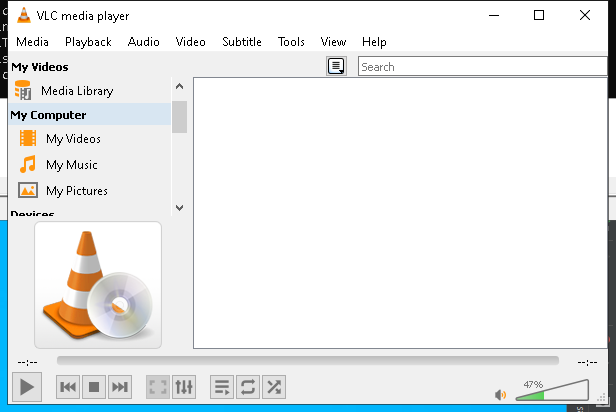 VLC media player
Media Playback Audio Video Subtitle Tools View Help
My Videos
Search
Media Library
My Computer
My Videos
My Music
My Pictures
Devices
--:-- --:--
47%